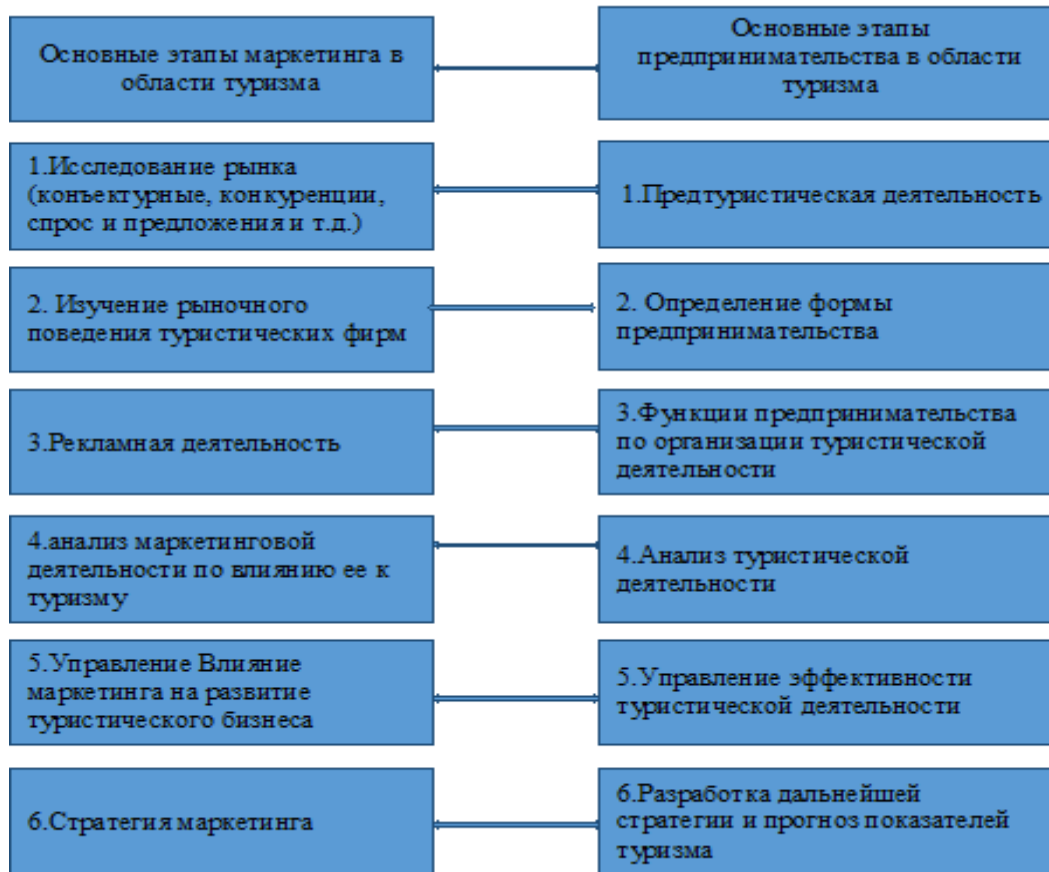 Основные этапы маркетинга в
области туризма
Основные этапы
предпринимательства в области
туризма
1.Исследование рынка
(конъектурные, конкуренции,
спрос и предложения и т.д.)
1.Предтуристическая деятельность
2. Изучение рыночного
поведения туристических фирм
2. Определение формы
предпринимательства
3.Рекламная деятельность
3.Функции предпринимательства
по организации туристической
деятельности
4.анализ маркетинговой
деятельности по влиянию ее к
туризму
4.Анализ туристической
деятельности
5.Управление Влияние
маркетинга на развитие
туристического бизнеса
5.Управление эффективности
туристической деятельности
6.Стратегия маркетинга
6.Разработка дальнейшей
стратегии и прогноз показателей
туризма